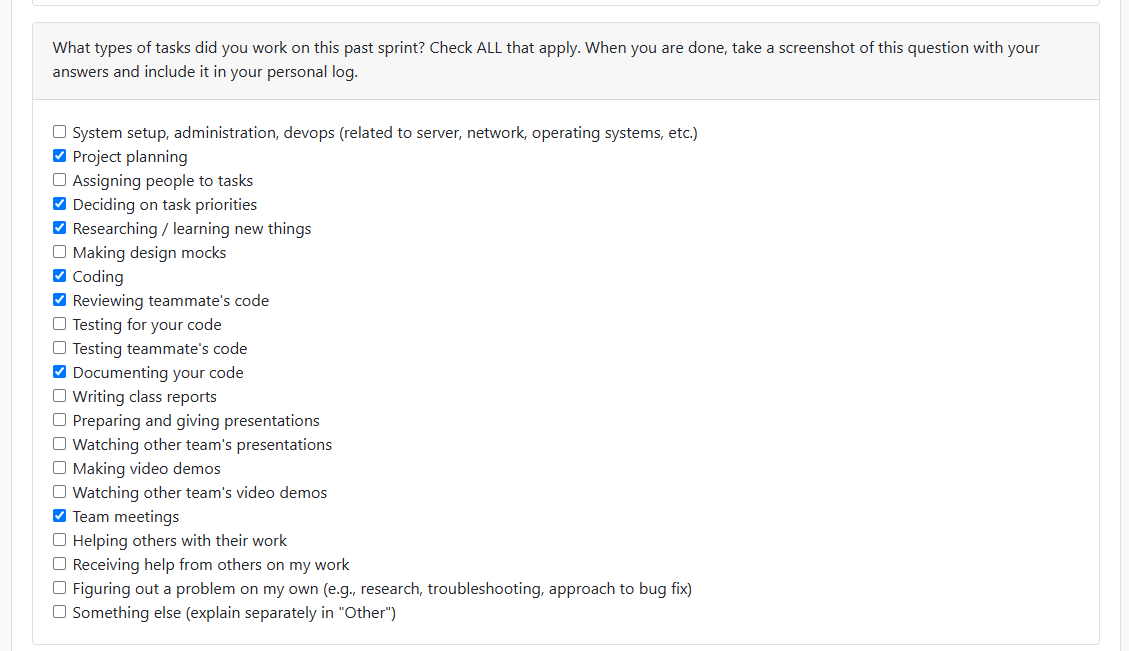 What types of tasks did you work on this past sprint? Check ALL that apply. When you are done, take a screenshot of this question with your
answers and include it in your personal log.
System setup, administration, devops (related to server, network, operating systems, etc.)
Project planning
Assigning people to tasks
Deciding on task priorities
Researching / learning new things
Making design mocks
Coding
Reviewing teammate's code
Testing for your code
Testing teammate's code
Documenting your code
Writing class reports
Preparing and giving presentations
Watching other team's presentations
Making video demos
Watching other team's video demos
Team meetings
Helping others with their work
Receiving help from others on my work
Figuring out a problem on my own (e.g., research, troubleshooting, approach to bug fix)
Something else (explain separately in "Other")